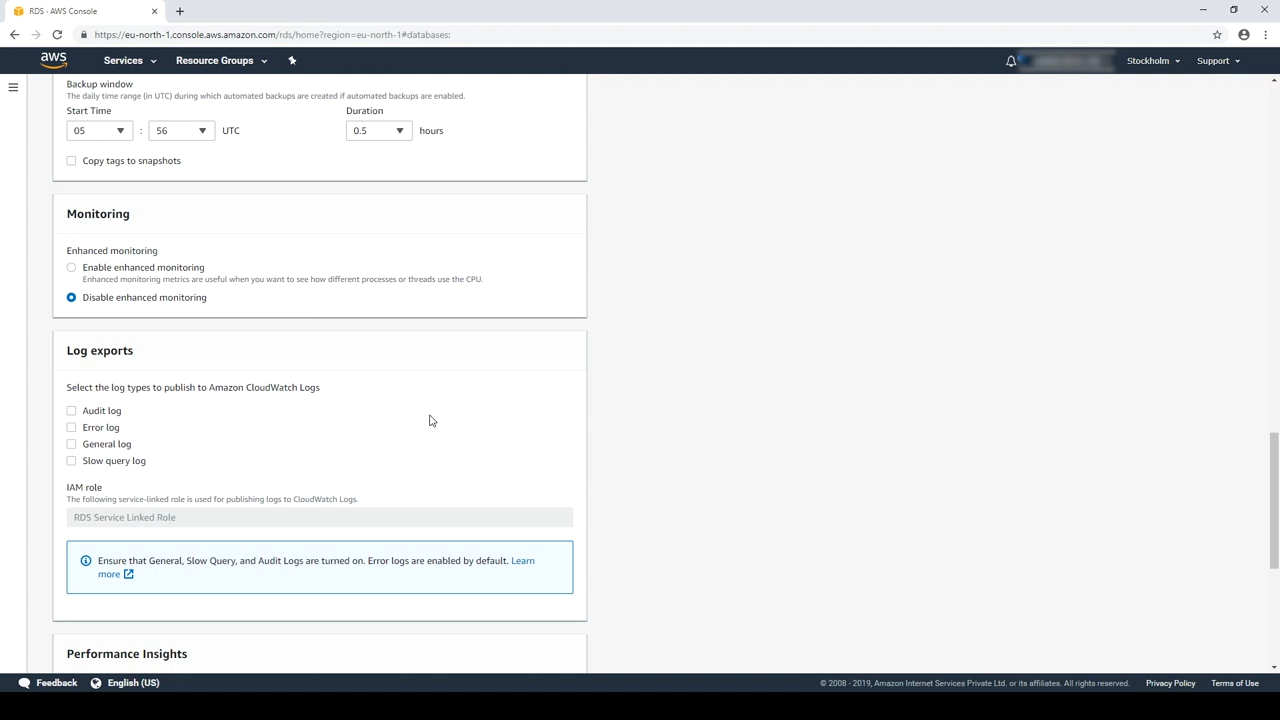 RDS - AWS Console
https://eu-north-1.console.aws.amazon.com/rds/home?region=eu-north-1#databases:
aws Services Resource Groups Stockholm Support
Backup window
The daily time range (in UTC) during which automated backups are created if automated backups are enabled.
Start Time Duration
05 : 56 UTC 0.5 hours
Copy tags to snapshots
Monitoring
Enhanced monitoring
Enable enhanced monitoring
Enhanced monitoring metrics are useful when you want to see how different processes or threads use the CPU.
Disable enhanced monitoring
Log exports
Select the log types to publish to Amazon CloudWatch Logs
Audit log
Error log
General log
Slow query log
IAM role
The following service-linked role is used for publishing logs to CloudWatch Logs.
RDS Service Linked Role
Ensure that General, Slow Query, and Audit Logs are turned on. Error logs are enabled by default. Learn
more
Performance Insights
Feedback English (US) © 2008 - 2019, Amazon Internet Services Private Ltd. or its affiliates. All rights reserved. Privacy Policy Terms of Use